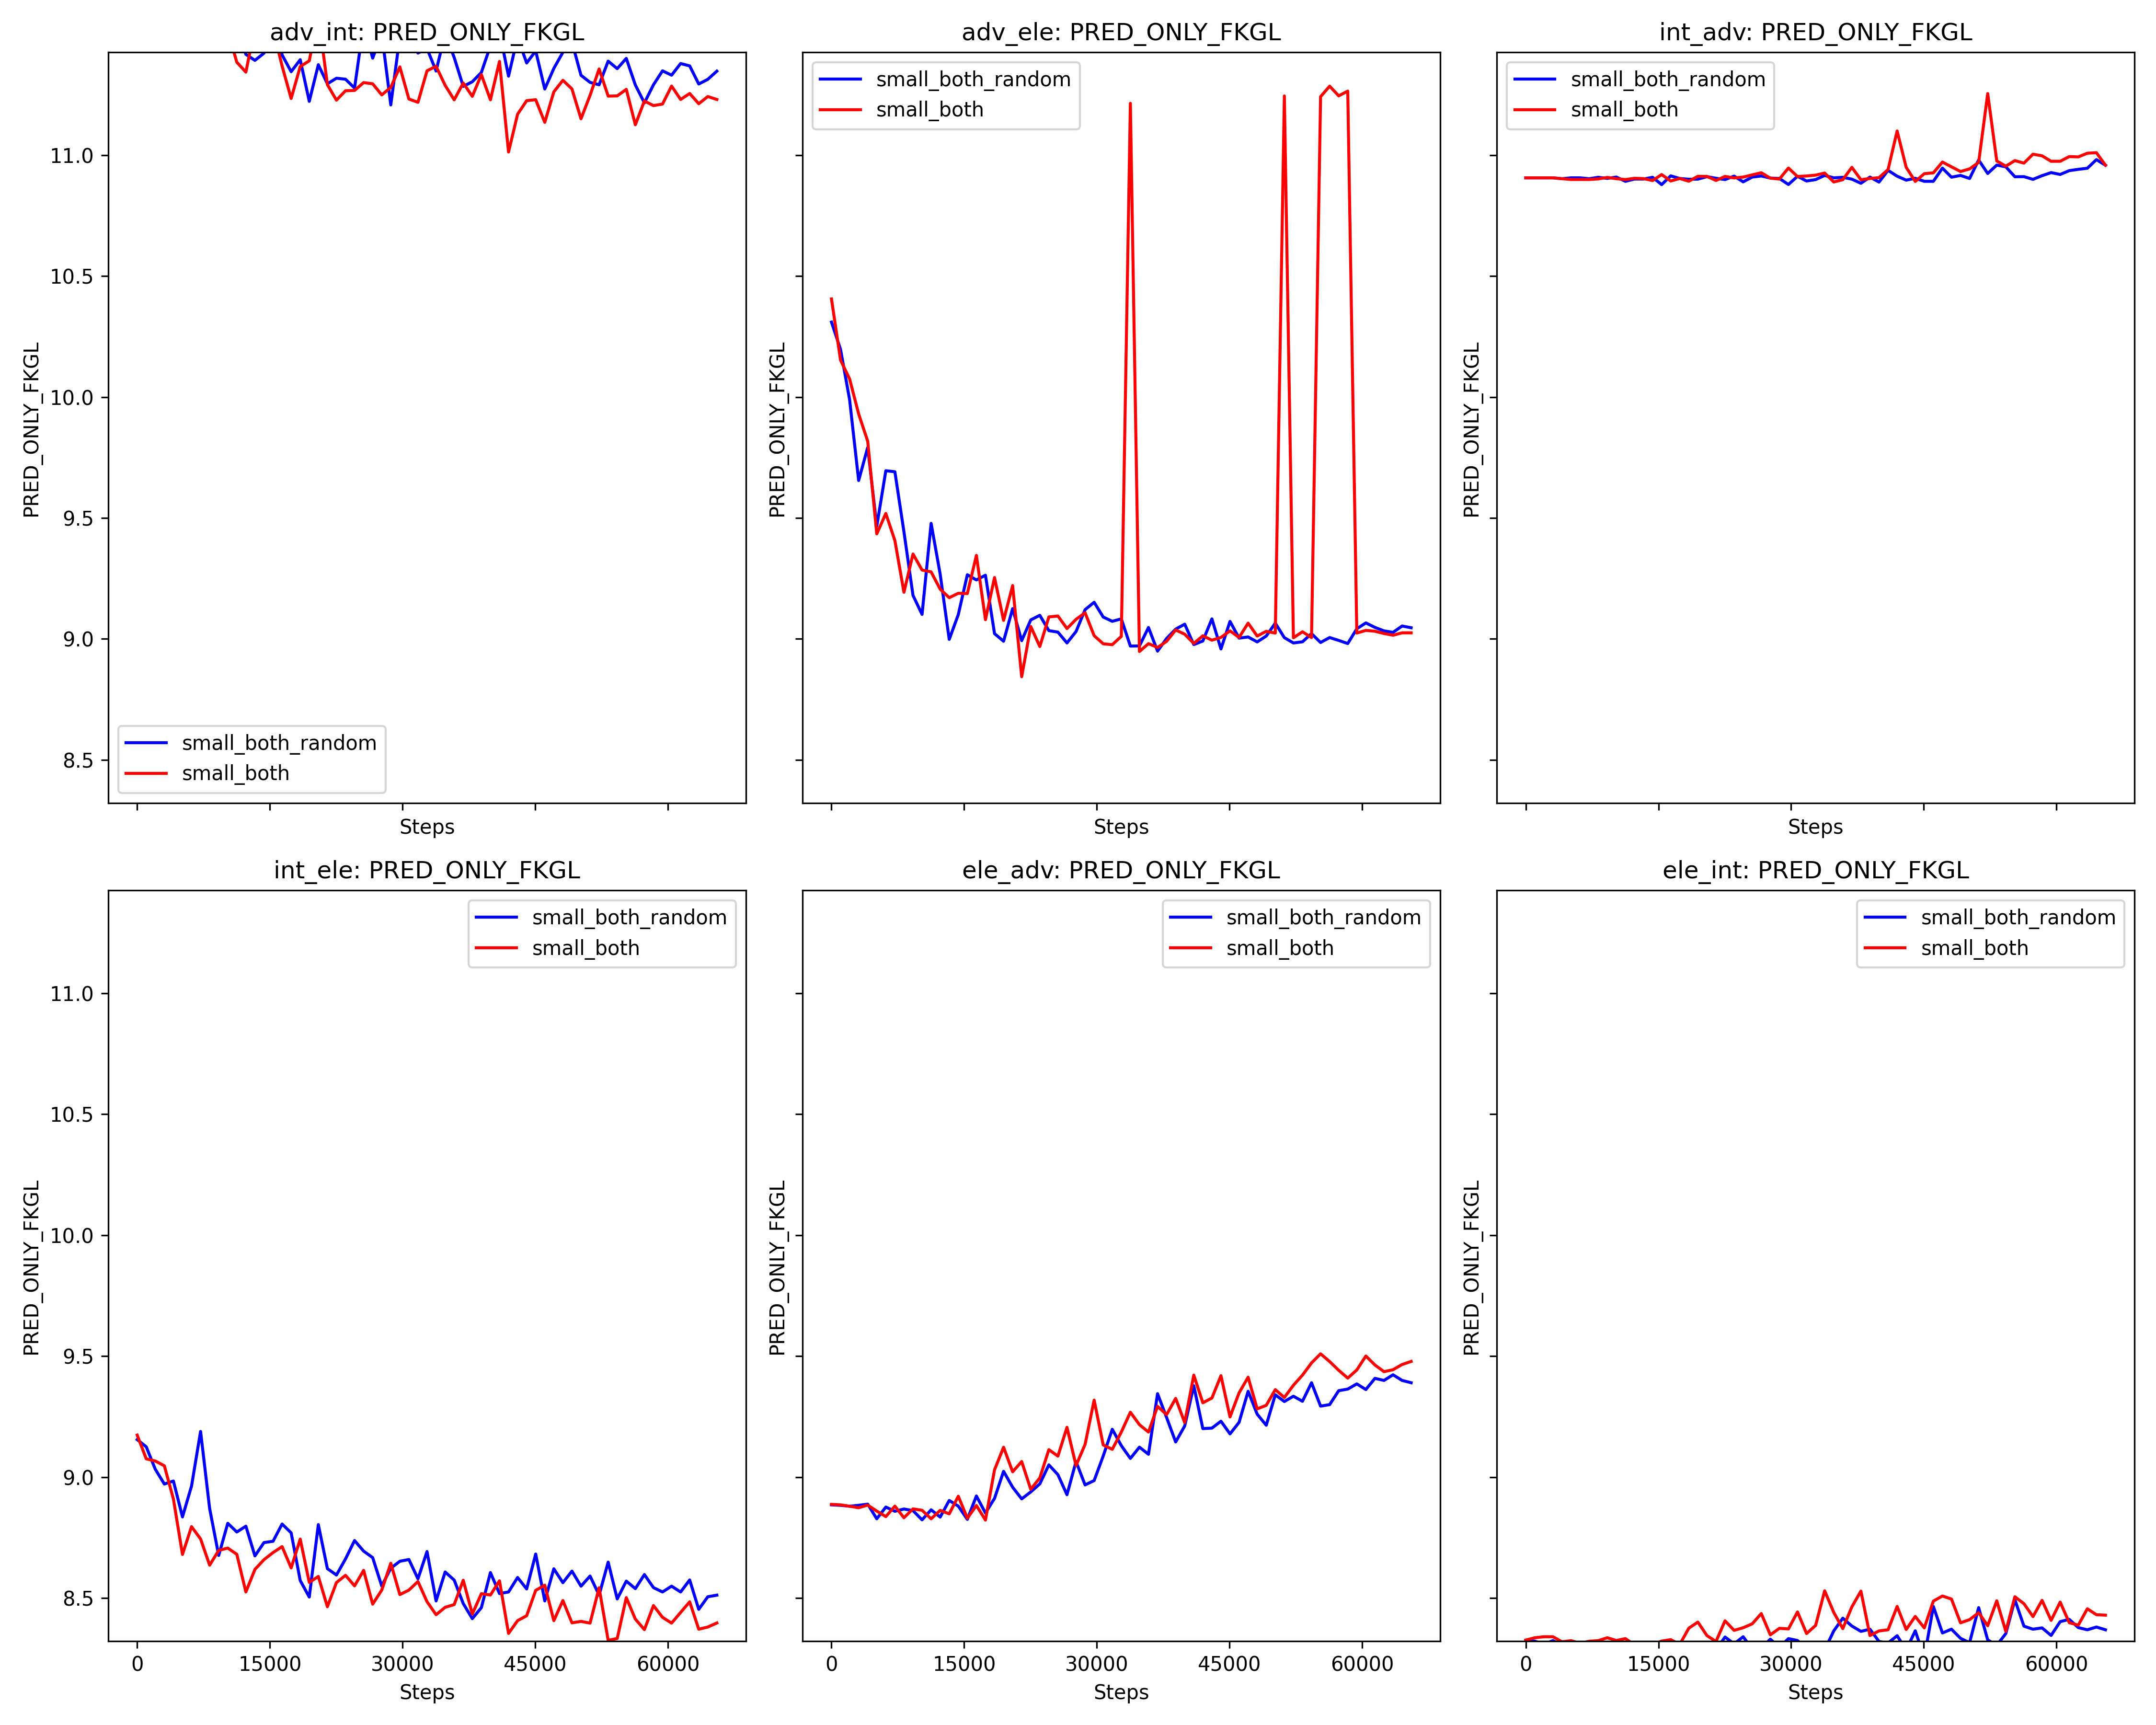 adv_int: PRED_ONLY_FKGL
PRED_ONLY_FKGL
11.0
10.5
10.0
9.5
9.0
8.5
small_both_random
small_both
Steps
adv_ele: PRED_ONLY_FKGL
PRED_ONLY_FKGL
small_both_random
small_both
Steps
int_adv: PRED_ONLY_FKGL
PRED_ONLY_FKGL
small_both_random
small_both
Steps
int_ele: PRED_ONLY_FKGL
PRED_ONLY_FKGL
11.0
10.5
10.0
9.5
9.0
8.5
small_both_random
small_both
0 15000 30000 45000 60000
Steps
ele_adv: PRED_ONLY_FKGL
PRED_ONLY_FKGL
small_both_random
small_both
0 15000 30000 45000 60000
Steps
ele_int: PRED_ONLY_FKGL
PRED_ONLY_FKGL
small_both_random
small_both
0 15000 30000 45000 60000
Steps